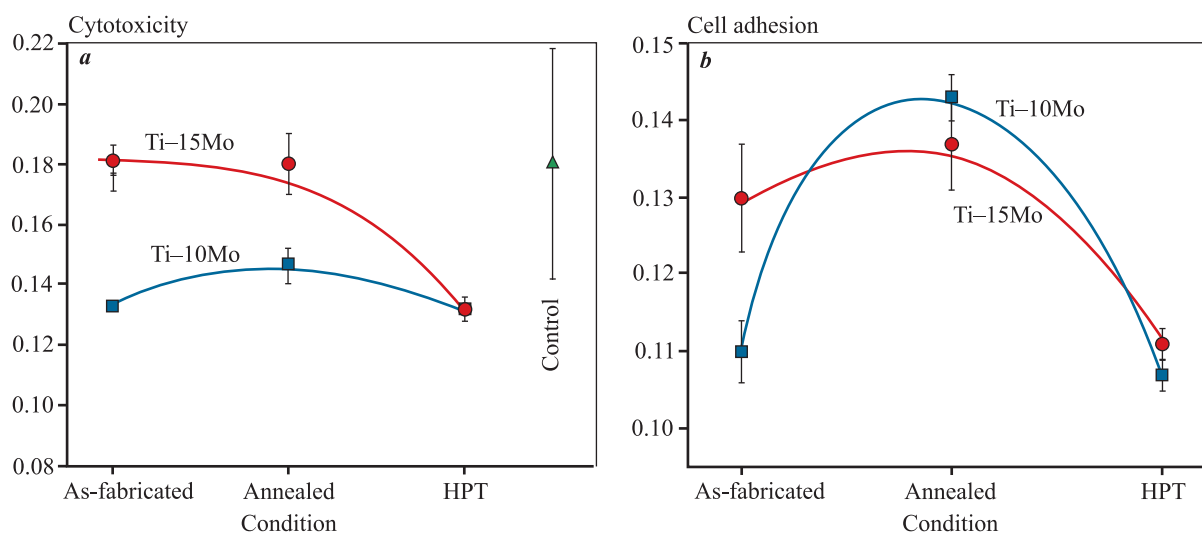 Cytotoxicity
0.22
a
0.20
Ti–15Mo
0.18
0.16
Ti–10Mo
0.14
0.12
Control
0.10
0.08
As-fabricated Annealed HPT
Condition
Cell adhesion
0.15
b
Ti–10Mo
0.14
0.13
Ti–15Mo
0.12
0.11
0.10
As-fabricated Annealed HPT
Condition